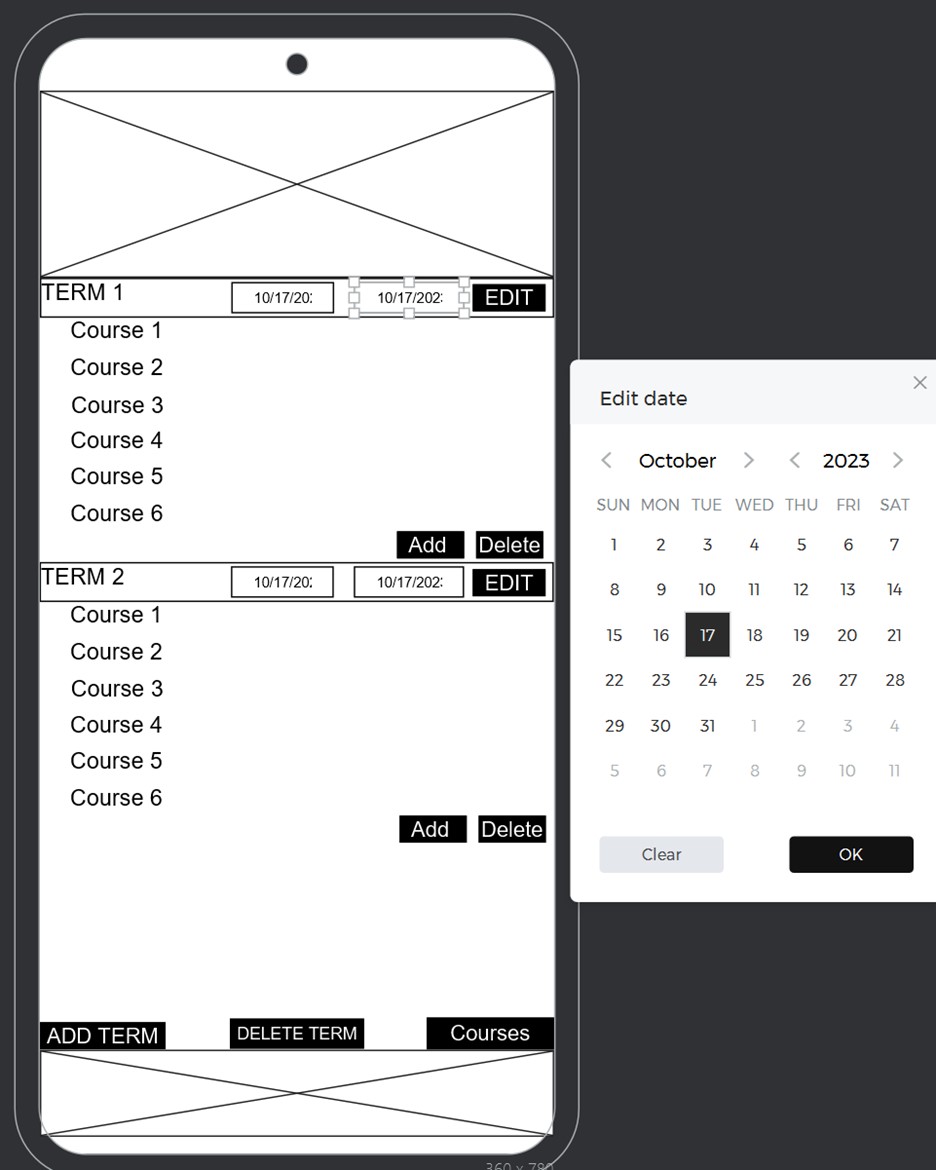 TERM 1 10/17/202 10/17/202 EDIT
Course 1
Course 2
Course 3
Course 4
Course 5
Course 6
Add Delete
TERM 2 10/17/202 10/17/202 EDIT
Course 1
Course 2
Course 3
Course 4
Course 5
Course 6
Add Delete
ADD TERM DELETE TERM Courses
360 x 780
Edit date
October 2023
SUN MON TUE WED THU FRI SAT
1 2 3 4 5 6 7
8 9 10 11 12 13 14
15 16 17 18 19 20 21
22 23 24 25 26 27 28
29 30 31 1 2 3 4
5 6 7 8 9 10 11
Clear OK